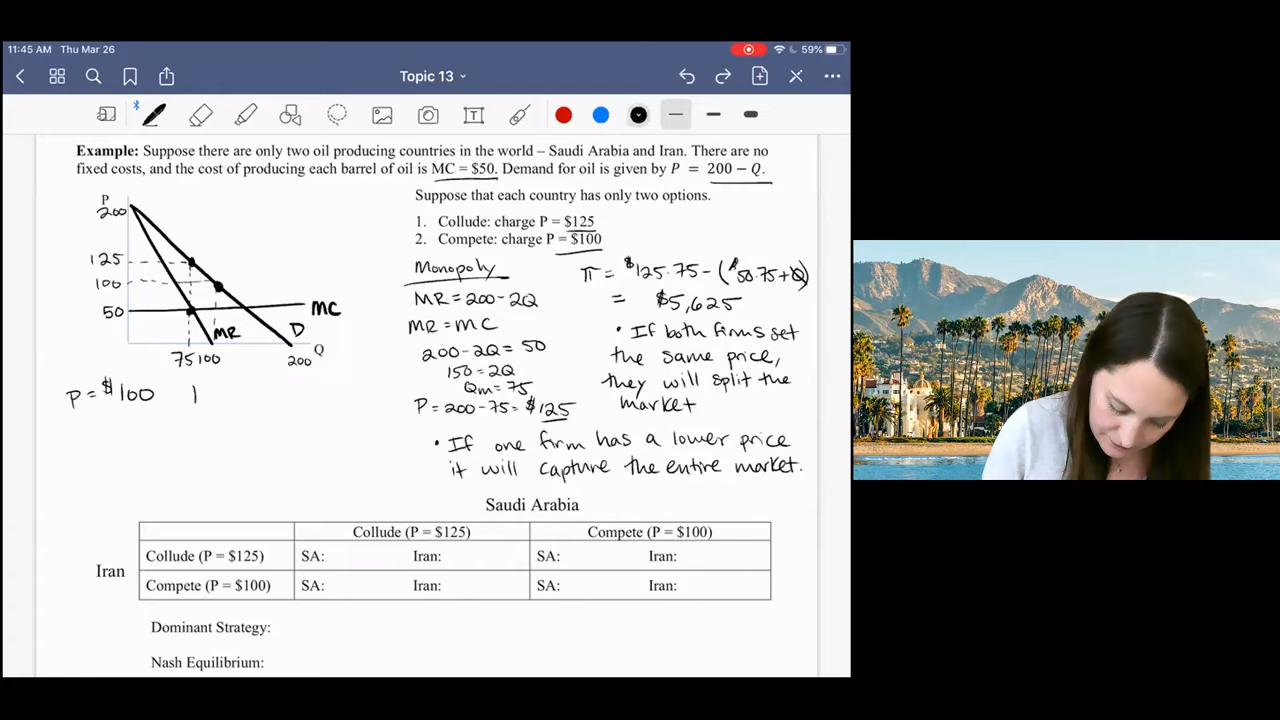 11:45 AM Thu Mar 26
59%
Topic 13
Example: Suppose there are only two oil producing countries in the world – Saudi Arabia and Iran. There are no
fixed costs, and the cost of producing each barrel of oil is MC = $50. Demand for oil is given by P = 200 − Q.
Suppose that each country has only two options.
1. Collude: charge P = $125
2. Compete: charge P = $100
P
200
125
100
50
MC
MR
D
Q
75 100
200
P = $100 1
Monopoly
MR = 200-2Q
MR = MC
200-2Q = 50
150 = 2Q
Qm = 75
P = 200-75 = $125
π = $125·75 - ($50·75+0)
= $5,625
• If both firms set
the same price,
they will split the
market
• If one firm has a lower price
it will capture the entire market.
Saudi Arabia
Collude (P = $125) Compete (P = $100)
Iran
Collude (P = $125) SA: Iran: SA: Iran:
Compete (P = $100) SA: Iran: SA: Iran:
Dominant Strategy:
Nash Equilibrium: